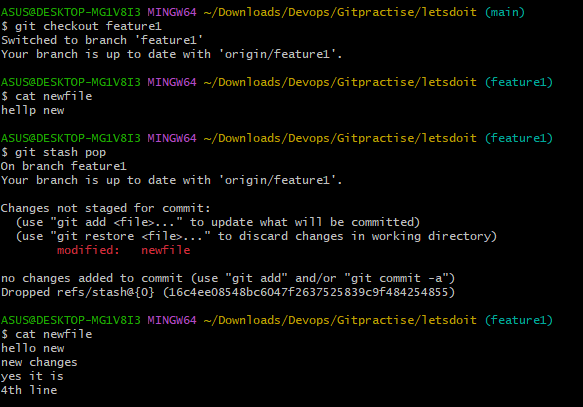 ASUS@DESKTOP-MG1V8I3 MINGW64 ~/Downloads/Devops/Gitpractise/letsdoit (main)
$ git checkout feature1
Switched to branch 'feature1'
Your branch is up to date with 'origin/feature1'.
ASUS@DESKTOP-MG1V8I3 MINGW64 ~/Downloads/Devops/Gitpractise/letsdoit (feature1)
$ cat newfile
hellp new
ASUS@DESKTOP-MG1V8I3 MINGW64 ~/Downloads/Devops/Gitpractise/letsdoit (feature1)
$ git stash pop
On branch feature1
Your branch is up to date with 'origin/feature1'.
Changes not staged for commit:
  (use "git add <file>..." to update what will be committed)
  (use "git restore <file>..." to discard changes in working directory)
        modified:   newfile
no changes added to commit (use "git add" and/or "git commit -a")
Dropped refs/stash@{0} (16c4ee08548bc6047f2637525839c9f484254855)
ASUS@DESKTOP-MG1V8I3 MINGW64 ~/Downloads/Devops/Gitpractise/letsdoit (feature1)
$ cat newfile
hello new
new changes
yes it is
4th line